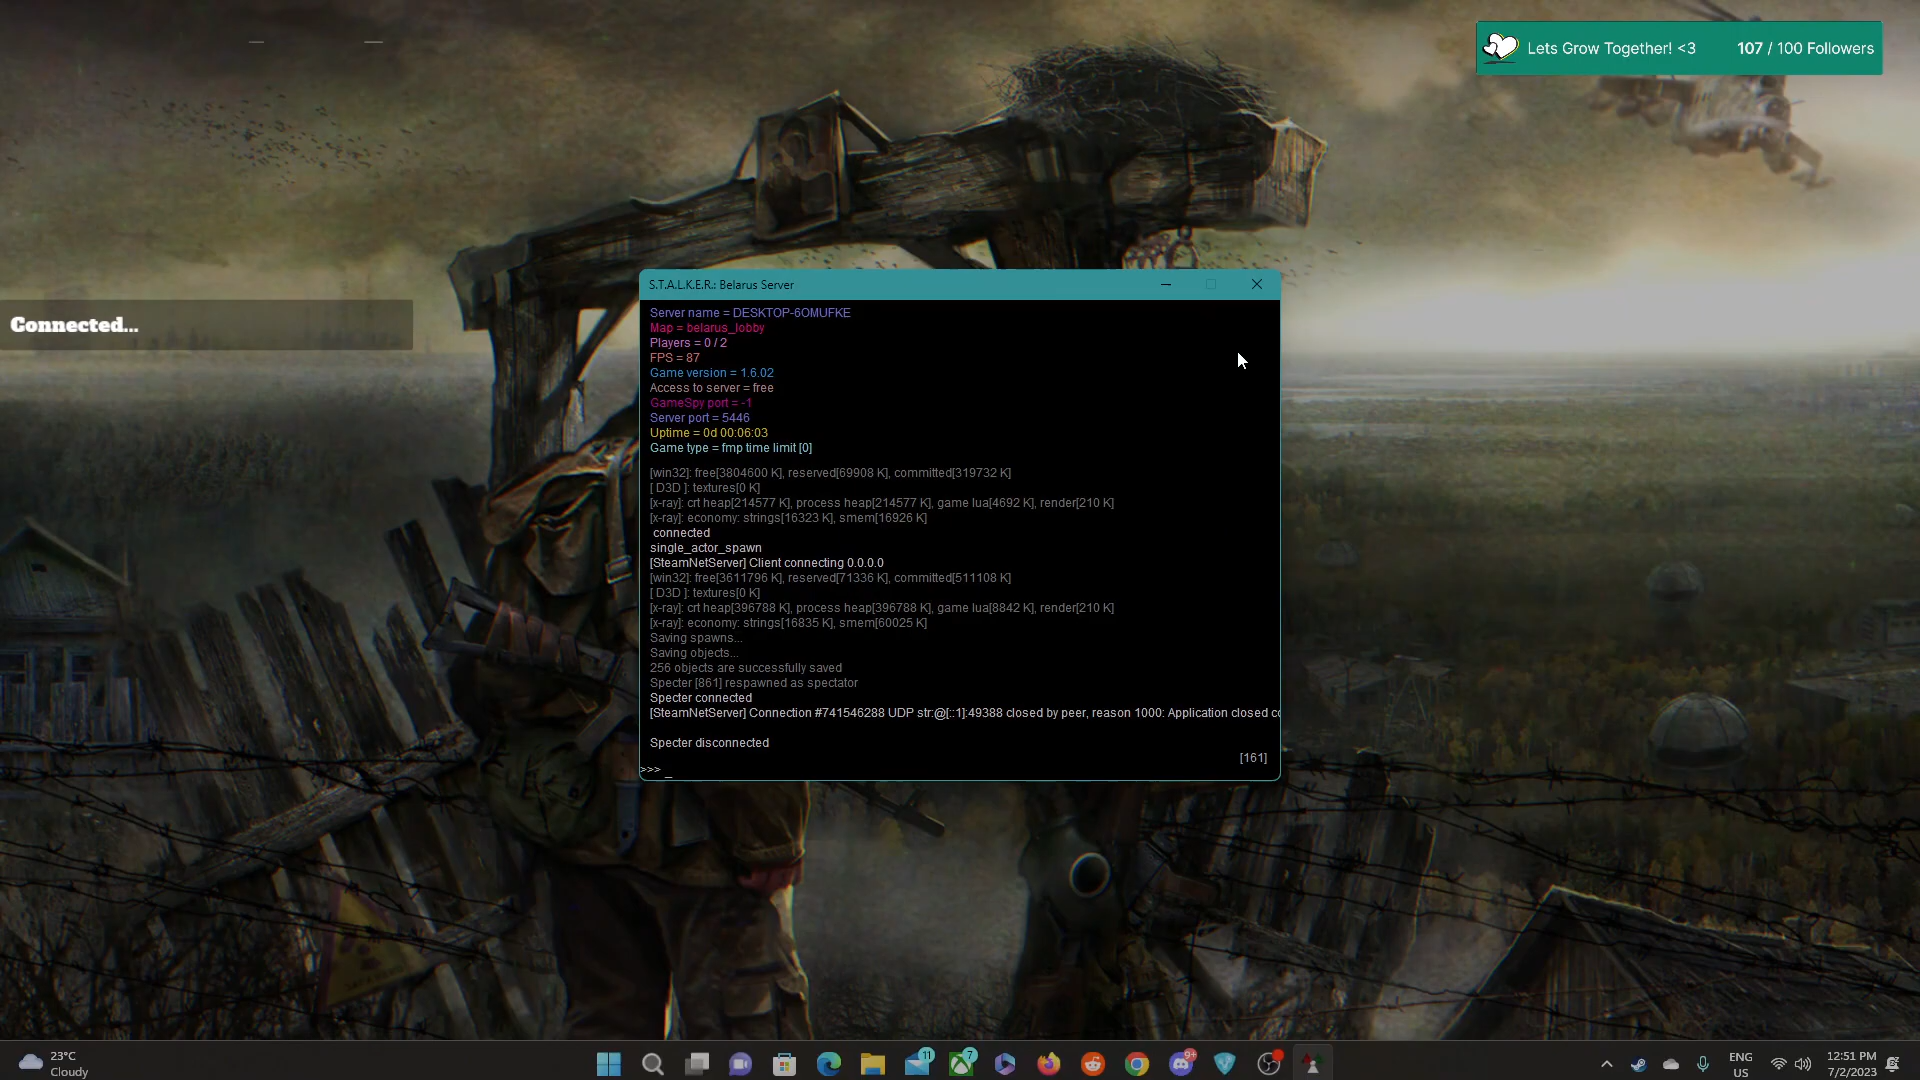 Lets Grow Together! <3 107 / 100 Followers
Connected...
S.T.A.L.K.E.R.: Belarus Server
Server name = DESKTOP-6OMUFKE
Map = belarus_lobby
Players = 0 / 2
FPS = 87
Game version = 1.6.02
Access to server = free
GameSpy port = -1
Server port = 5446
Uptime = 0d 00:06:03
Game type = fmp time limit [0]
[win32]: free[3804600 K], reserved[69908 K], committed[319732 K]
[ D3D ]: textures[0 K]
[x-ray]: crt heap[214577 K], process heap[214577 K], game lua[4692 K], render[210 K]
[x-ray]: economy: strings[16323 K], smem[16926 K]
connected
single_actor_spawn
[SteamNetServer] Client connecting 0.0.0.0
[win32]: free[3611796 K], reserved[71336 K], committed[511108 K]
[ D3D ]: textures[0 K]
[x-ray]: crt heap[396788 K], process heap[396788 K], game lua[8842 K], render[210 K]
[x-ray]: economy: strings[16835 K], smem[60025 K]
Saving spawns...
Saving objects...
256 objects are successfully saved
Specter [861] respawned as spectator
Specter connected
[SteamNetServer] Connection #741546288 UDP str:@[::1]:49388 closed by peer, reason 1000: Application closed co
Specter disconnected
[161]
>>> _
23°C
Cloudy
11
7
9+
ENG
US
12:51 PM
7/2/2023